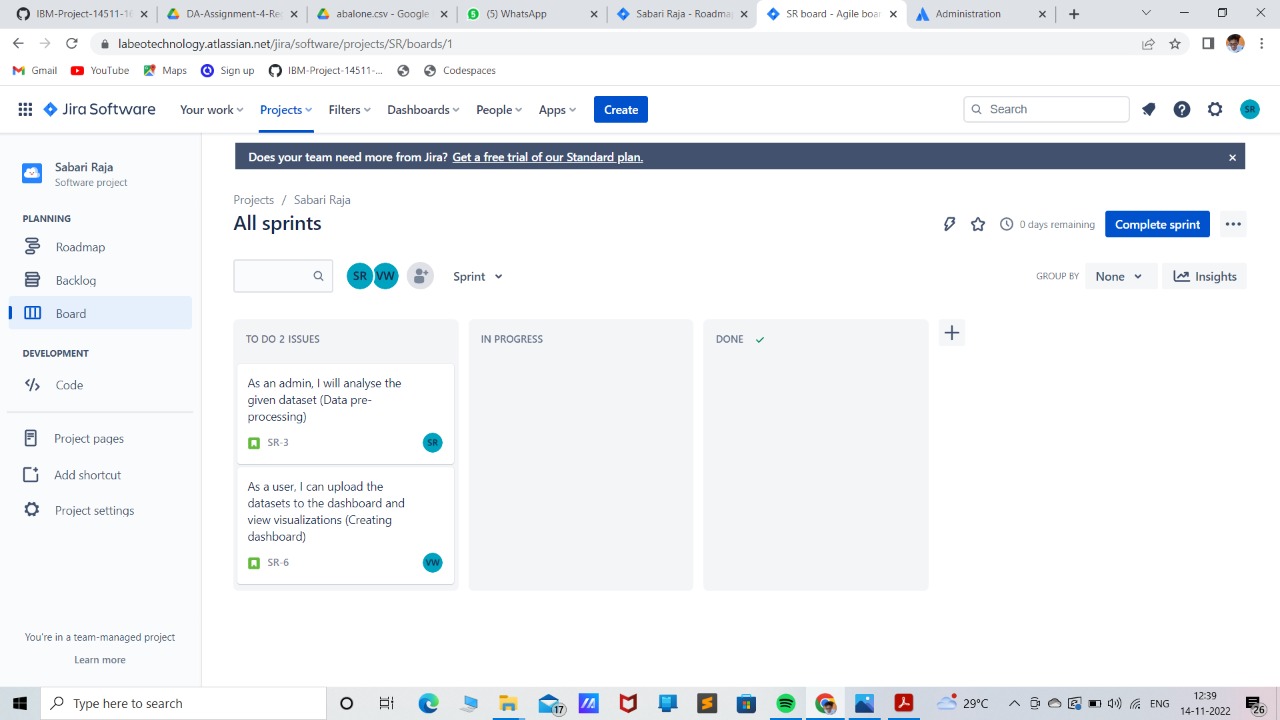 IBM-Project-14511-16
DA-Assignment-4-Re
abalone.csv - Google
(5) WhatsApp
Sabari Raja - Roadmap
SR board - Agile boar
Administration
labeotechnology.atlassian.net/jira/software/projects/SR/boards/1
Gmail
YouTube
Maps
Sign up
IBM-Project-14511-...
Codespaces
Jira Software
Your work
Projects
Filters
Dashboards
People
Apps
Create
Search
SR
Sabari Raja
Software project
Does your team need more from Jira? Get a free trial of our Standard plan.
PLANNING
Roadmap
Backlog
Board
DEVELOPMENT
Code
Project pages
Add shortcut
Project settings
You're in a team-managed project
Learn more
Projects / Sabari Raja
All sprints
0 days remaining
Complete sprint
SR
VW
Sprint
GROUP BY
None
Insights
TO DO 2 ISSUES
As an admin, I will analyse the
given dataset (Data pre-
processing)
SR-3
SR
As a user, I can upload the
datasets to the dashboard and
view visualizations (Creating
dashboard)
SR-6
VW
IN PROGRESS
DONE
Type here to search
17
29°C
ENG
12:39
14-11-2022
26